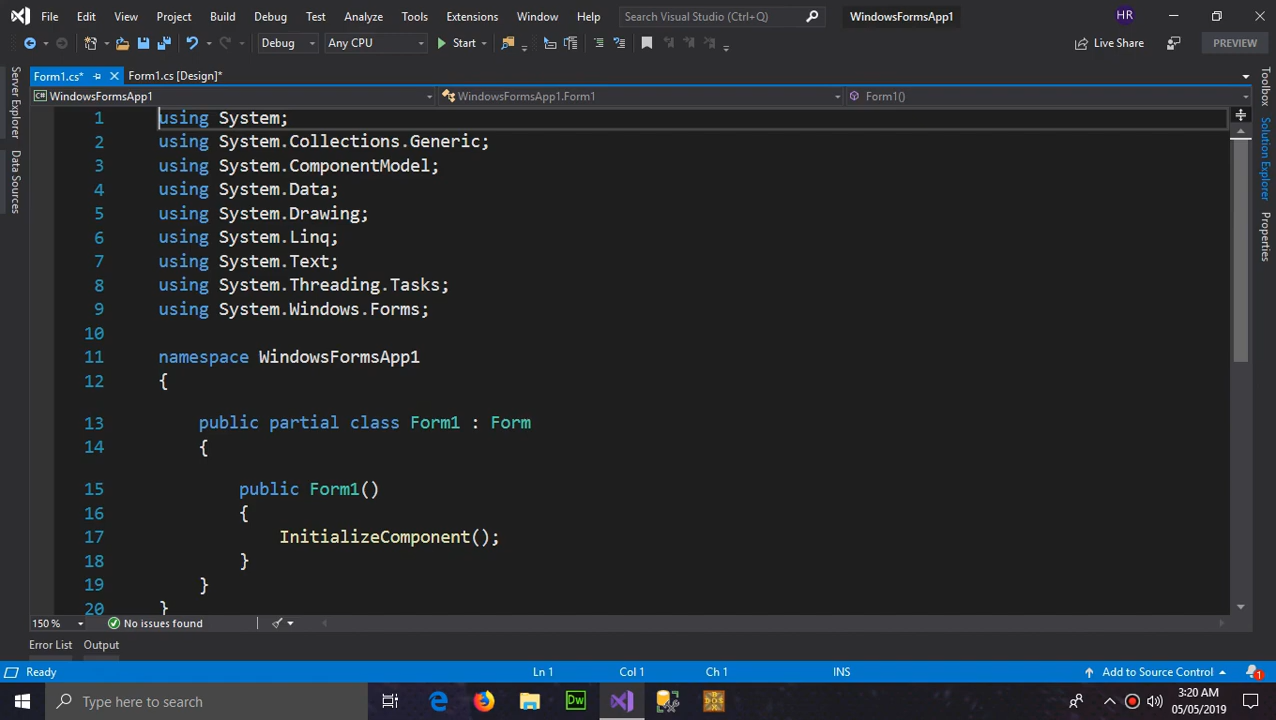 File Edit View Project Build Debug Test Analyze Tools Extensions Window Help Search Visual Studio (Ctrl+Q) WindowsFormsApp1 HR
Debug Any CPU Start Live Share PREVIEW
Form1.cs* Form1.cs [Design]*
WindowsFormsApp1 WindowsFormsApp1.Form1 Form1()
Server Explorer
Data Sources
Toolbox
Solution Explorer
Properties
1 using System;
2 using System.Collections.Generic;
3 using System.ComponentModel;
4 using System.Data;
5 using System.Drawing;
6 using System.Linq;
7 using System.Text;
8 using System.Threading.Tasks;
9 using System.Windows.Forms;
10
11 namespace WindowsFormsApp1
12 {
13 public partial class Form1 : Form
14 {
15 public Form1()
16 {
17 InitializeComponent();
18 }
19 }
20 }
150 % No issues found
Error List Output
Ready Ln 1 Col 1 Ch 1 INS Add to Source Control 1
Type here to search Dw 3:20 AM
05/05/2019